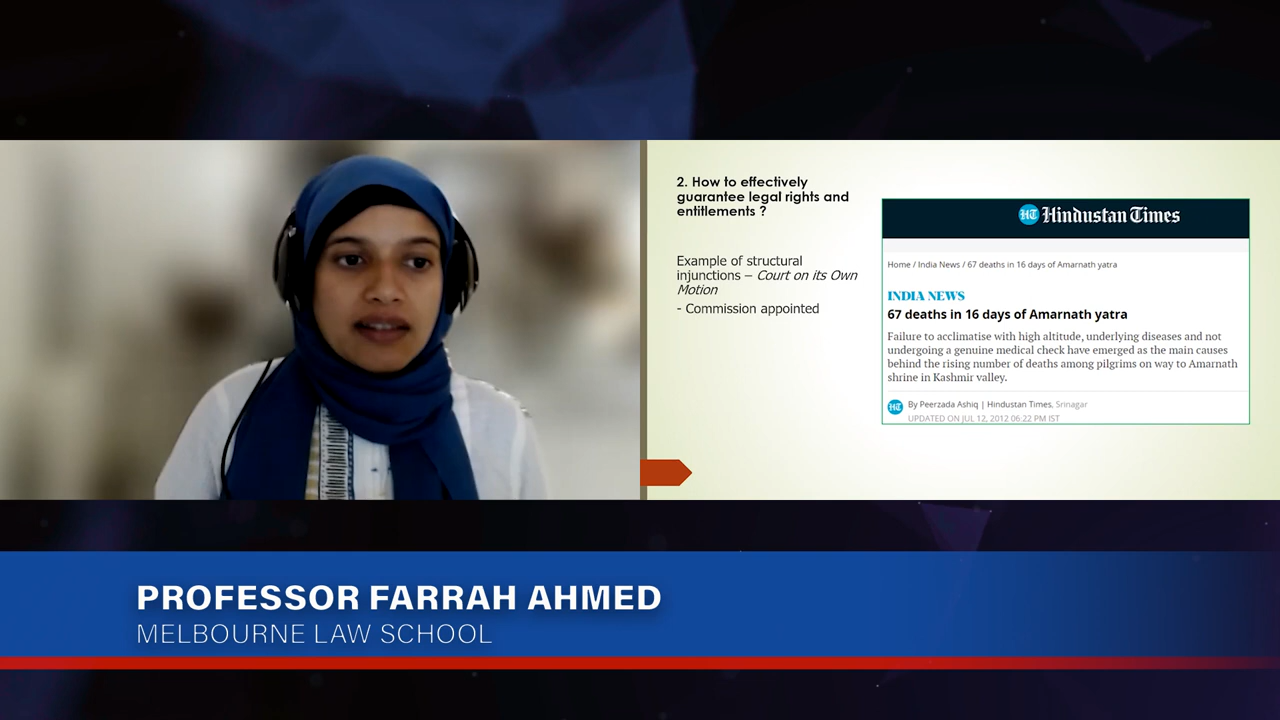 2. How to effectively
guarantee legal rights and
entitlements ?
Example of structural
injunctions – Court on its Own
Motion
- Commission appointed
HT Hindustan Times
Home / India News / 67 deaths in 16 days of Amarnath yatra
INDIA NEWS
67 deaths in 16 days of Amarnath yatra
Failure to acclimatise with high altitude, underlying diseases and not
undergoing a genuine medical check have emerged as the main causes
behind the rising number of deaths among pilgrims on way to Amarnath
shrine in Kashmir valley.
HT By Peerzada Ashiq | Hindustan Times, Srinagar
UPDATED ON JUL 12, 2012 06:22 PM IST
PROFESSOR FARRAH AHMED
MELBOURNE LAW SCHOOL